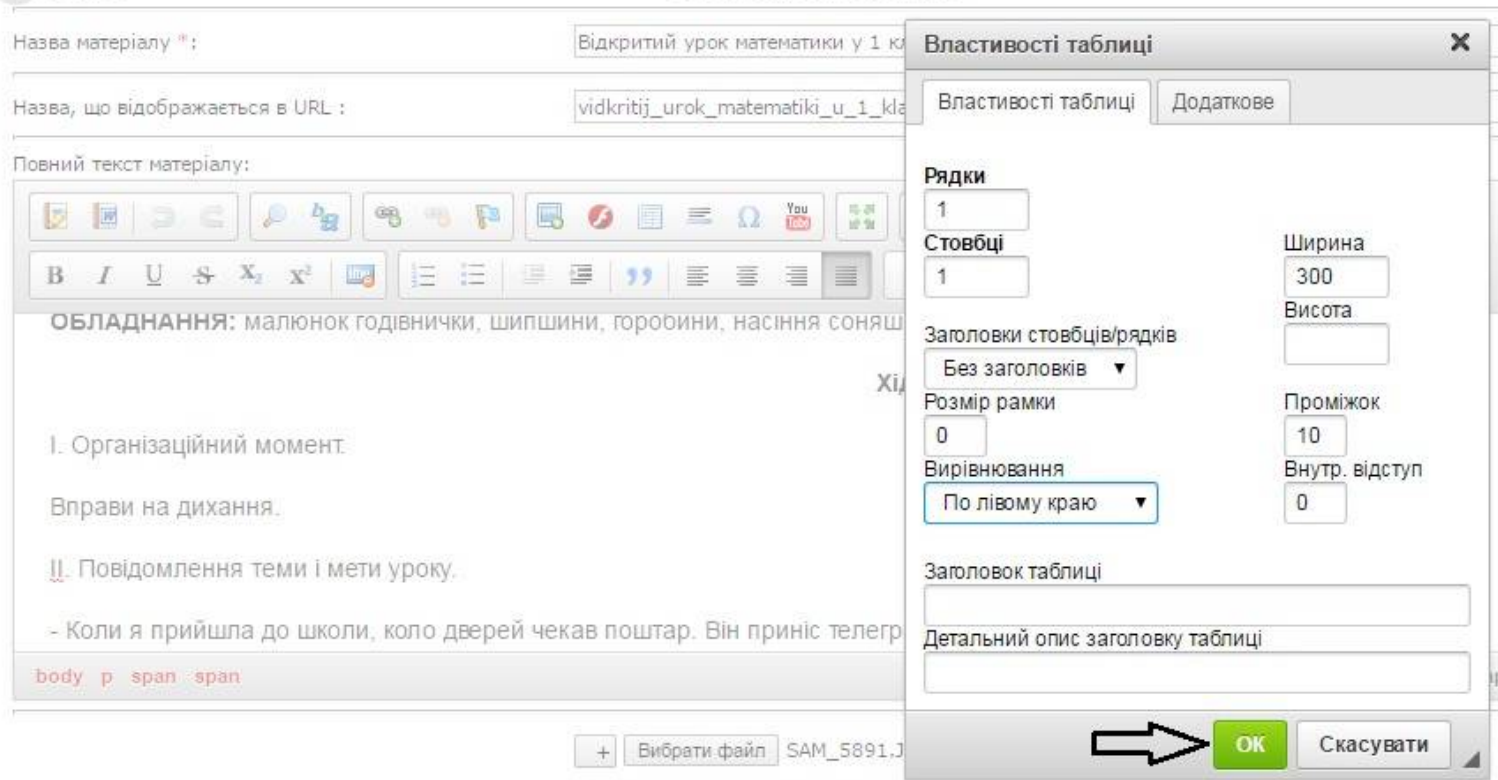 Назва матеріалу *:
Відкритий урок математики у 1 кл
Назва, що відображається в URL :
vidkritij_urok_matematiki_u_1_kla
Повний текст матеріалу:
You
Tube
B I U S X₂ X²
ОБЛАДНАННЯ: малюнок годівнички, шипшини, горобини, насіння соняш
Хі
І. Організаційний момент.
Вправи на дихання.
ІІ. Повідомлення теми і мети уроку.
- Коли я прийшла до школи, коло дверей чекав поштар. Він приніс телегр
body p span span
+ Вибрати файл SAM_5891.J
Властивості таблиці ×
Властивості таблиці Додаткове
Рядки
1
Стовбці Ширина
1 300
Висота
Заголовки стовбців/рядків
Без заголовків
Розмір рамки Проміжок
0 10
Вирівнювання Внутр. відступ
По лівому краю 0
Заголовок таблиці
Детальний опис заголовку таблиці
ОК Скасувати